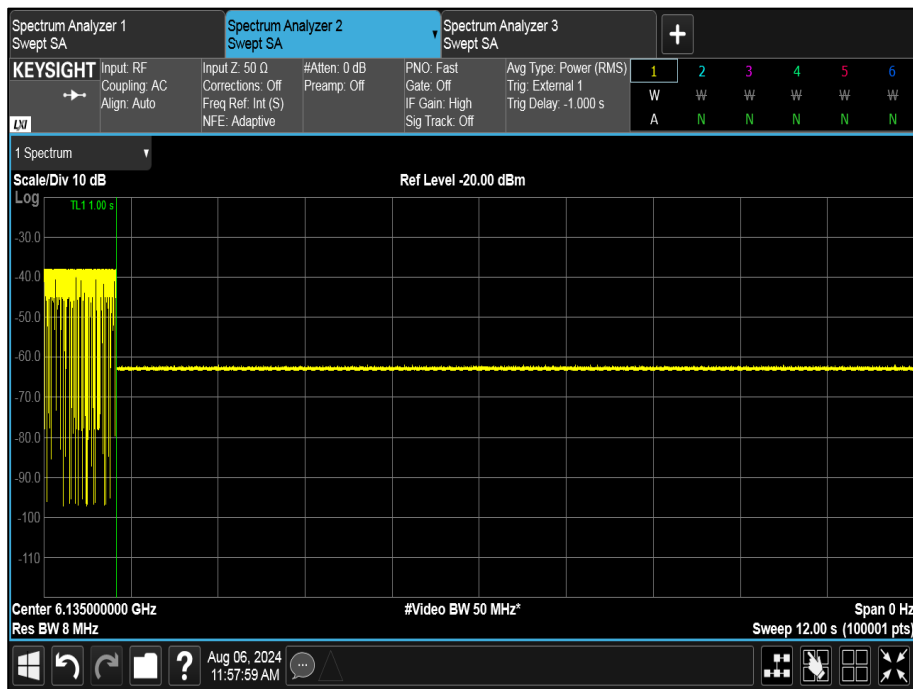 Spectrum Analyzer 1
Swept SA
Spectrum Analyzer 2
Swept SA
Spectrum Analyzer 3
Swept SA
KEYSIGHT
LXI
Input: RF
Coupling: AC
Align: Auto
Input Z: 50 Ω
Corrections: Off
Freq Ref: Int (S)
NFE: Adaptive
#Atten: 0 dB
Preamp: Off
PNO: Fast
Gate: Off
IF Gain: High
Sig Track: Off
Avg Type: Power (RMS)
Trig: External 1
Trig Delay: -1.000 s
1 2 3 4 5 6
W W W W W W
A N N N N N
1 Spectrum
Scale/Div 10 dB
Ref Level -20.00 dBm
Log
TL1 1.00 s
-30.0
-40.0
-50.0
-60.0
-70.0
-80.0
-90.0
-100
-110
Center 6.135000000 GHz
#Video BW 50 MHz*
Span 0 Hz
Res BW 8 MHz
Sweep 12.00 s (100001 pts)
?
Aug 06, 2024
11:57:59 AM